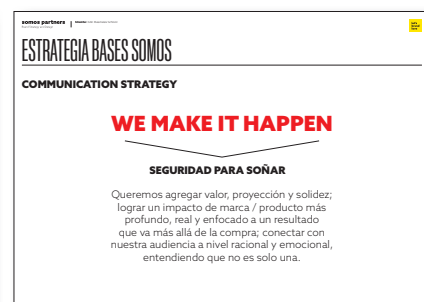 somos partners
ESTRATEGIA BASES SOMOS
COMMUNICATION STRATEGY
WE MAKE IT HAPPEN
SEGURIDAD PARA SOÑAR
Queremos agregar valor, proyección y solidez;
lograr un impacto de marca / producto más
profundo, real y enfocado a un resultado
que va más allá de la compra; conectar con
nuestra audiencia a nivel racional y emocional,
entendiendo que no es solo una.